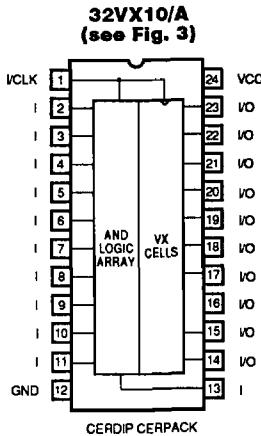 32VX10/A
(see Fig. 3)
I/CLK 1 24 VCC
I 2 23 I/O
I 3 22 I/O
I 4 21 I/O
I 5 20 I/O
I 6 19 I/O
I 7 18 I/O
I 8 17 I/O
I 9 16 I/O
I 10 15 I/O
I 11 14 I/O
GND 12 13 I
AND
LOGIC
ARRAY
VX
CELLS
CERDIP CERPACK